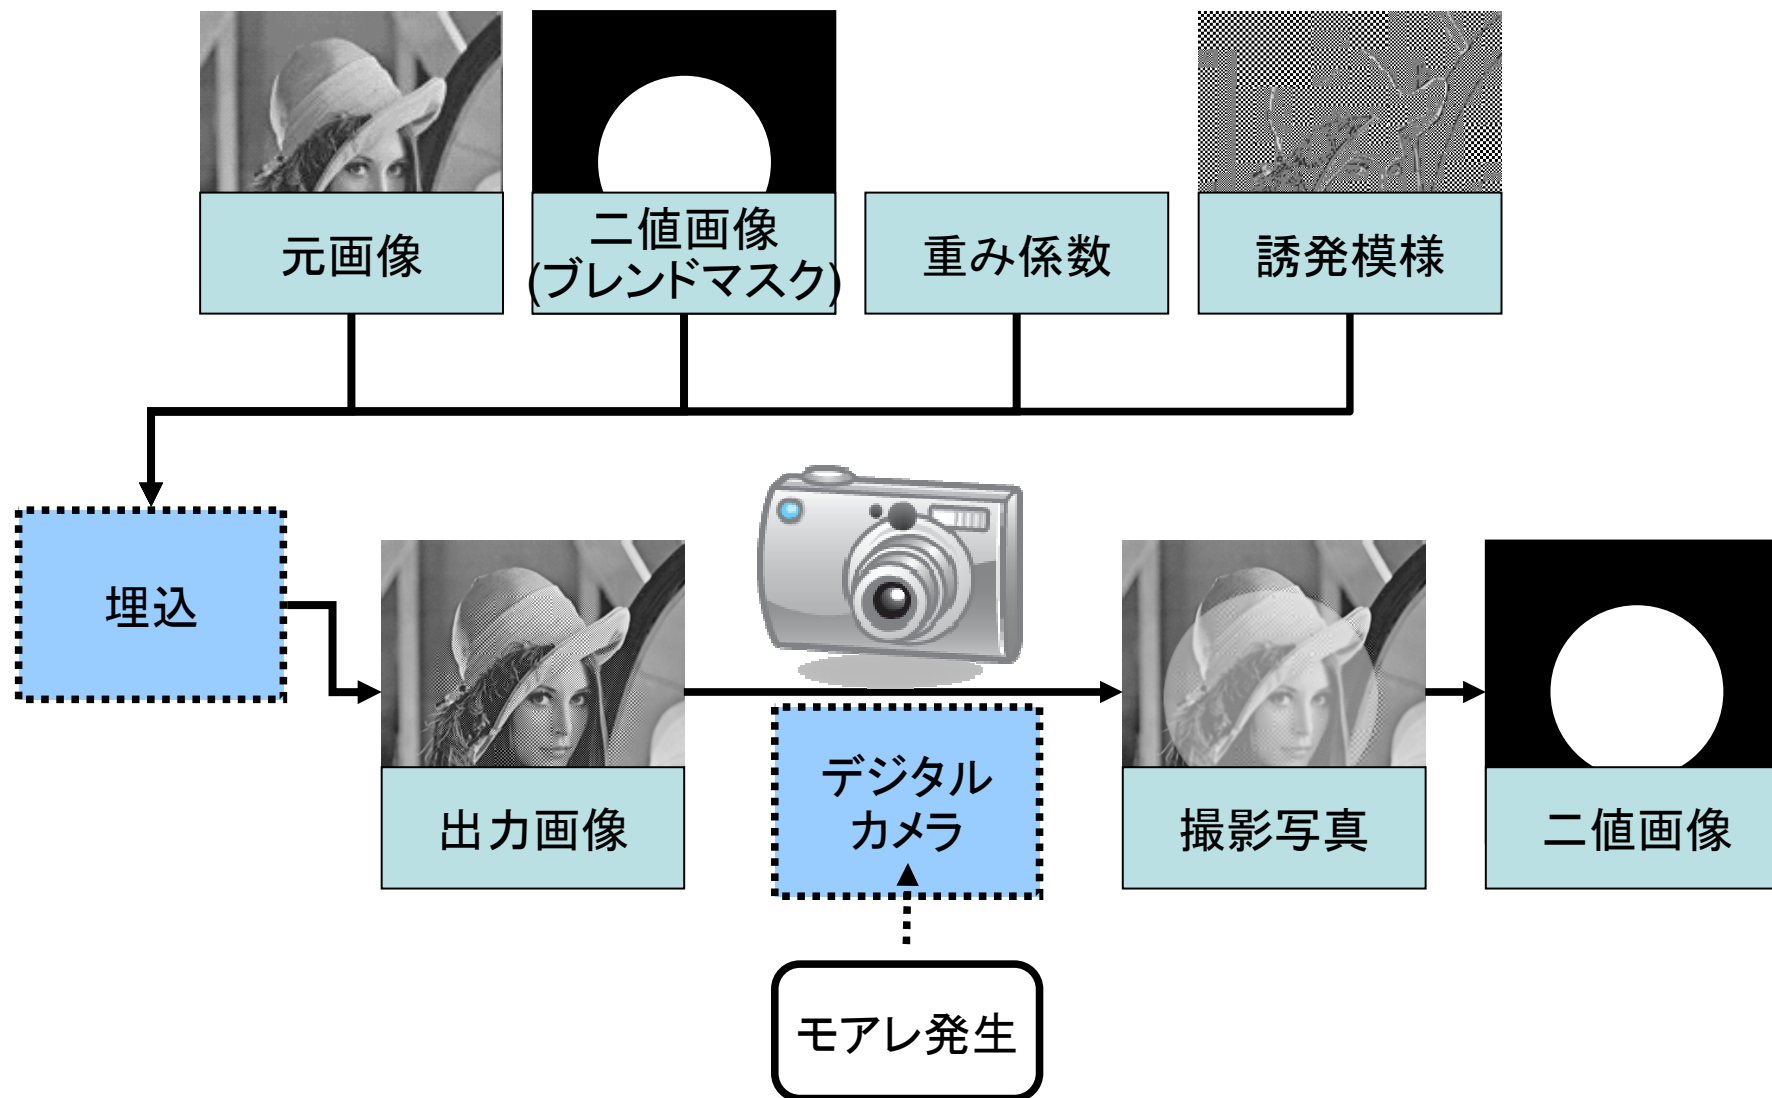 元画像
二値画像
(ブレンドマスク)
重み係数
誘発模様
埋込
出力画像
デジタル
カメラ
撮影写真
二値画像
モアレ発生